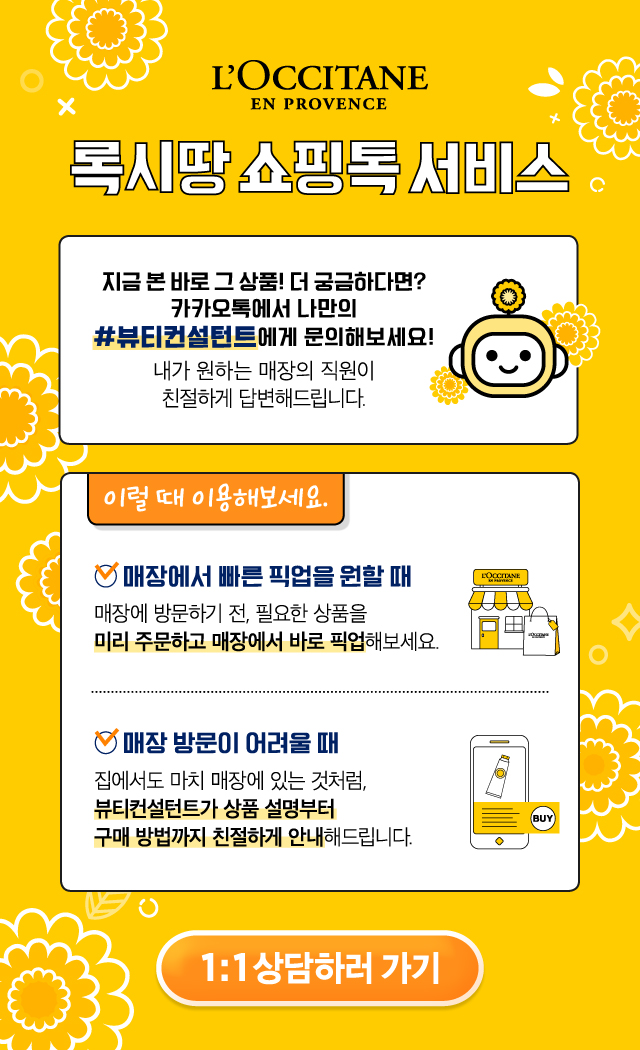 L'OCCITANE
EN PROVENCE
록시땅 쇼핑톡 서비스
지금 본 바로 그 상품! 더 궁금하다면?
카카오톡에서 나만의
#뷰티컨설턴트에게 문의해보세요!
내가 원하는 매장의 직원이
친절하게 답변해드립니다.
이럴 때 이용해보세요.
매장에서 빠른 픽업을 원할 때
매장에 방문하기 전, 필요한 상품을
미리 주문하고 매장에서 바로 픽업해보세요.
L'OCCITANE
EN PROVENCE
L'OCCITANE
매장 방문이 어려울 때
집에서도 마치 매장에 있는 것처럼,
뷰티컨설턴트가 상품 설명부터
구매 방법까지 친절하게 안내해드립니다.
BUY
1:1 상담하러 가기